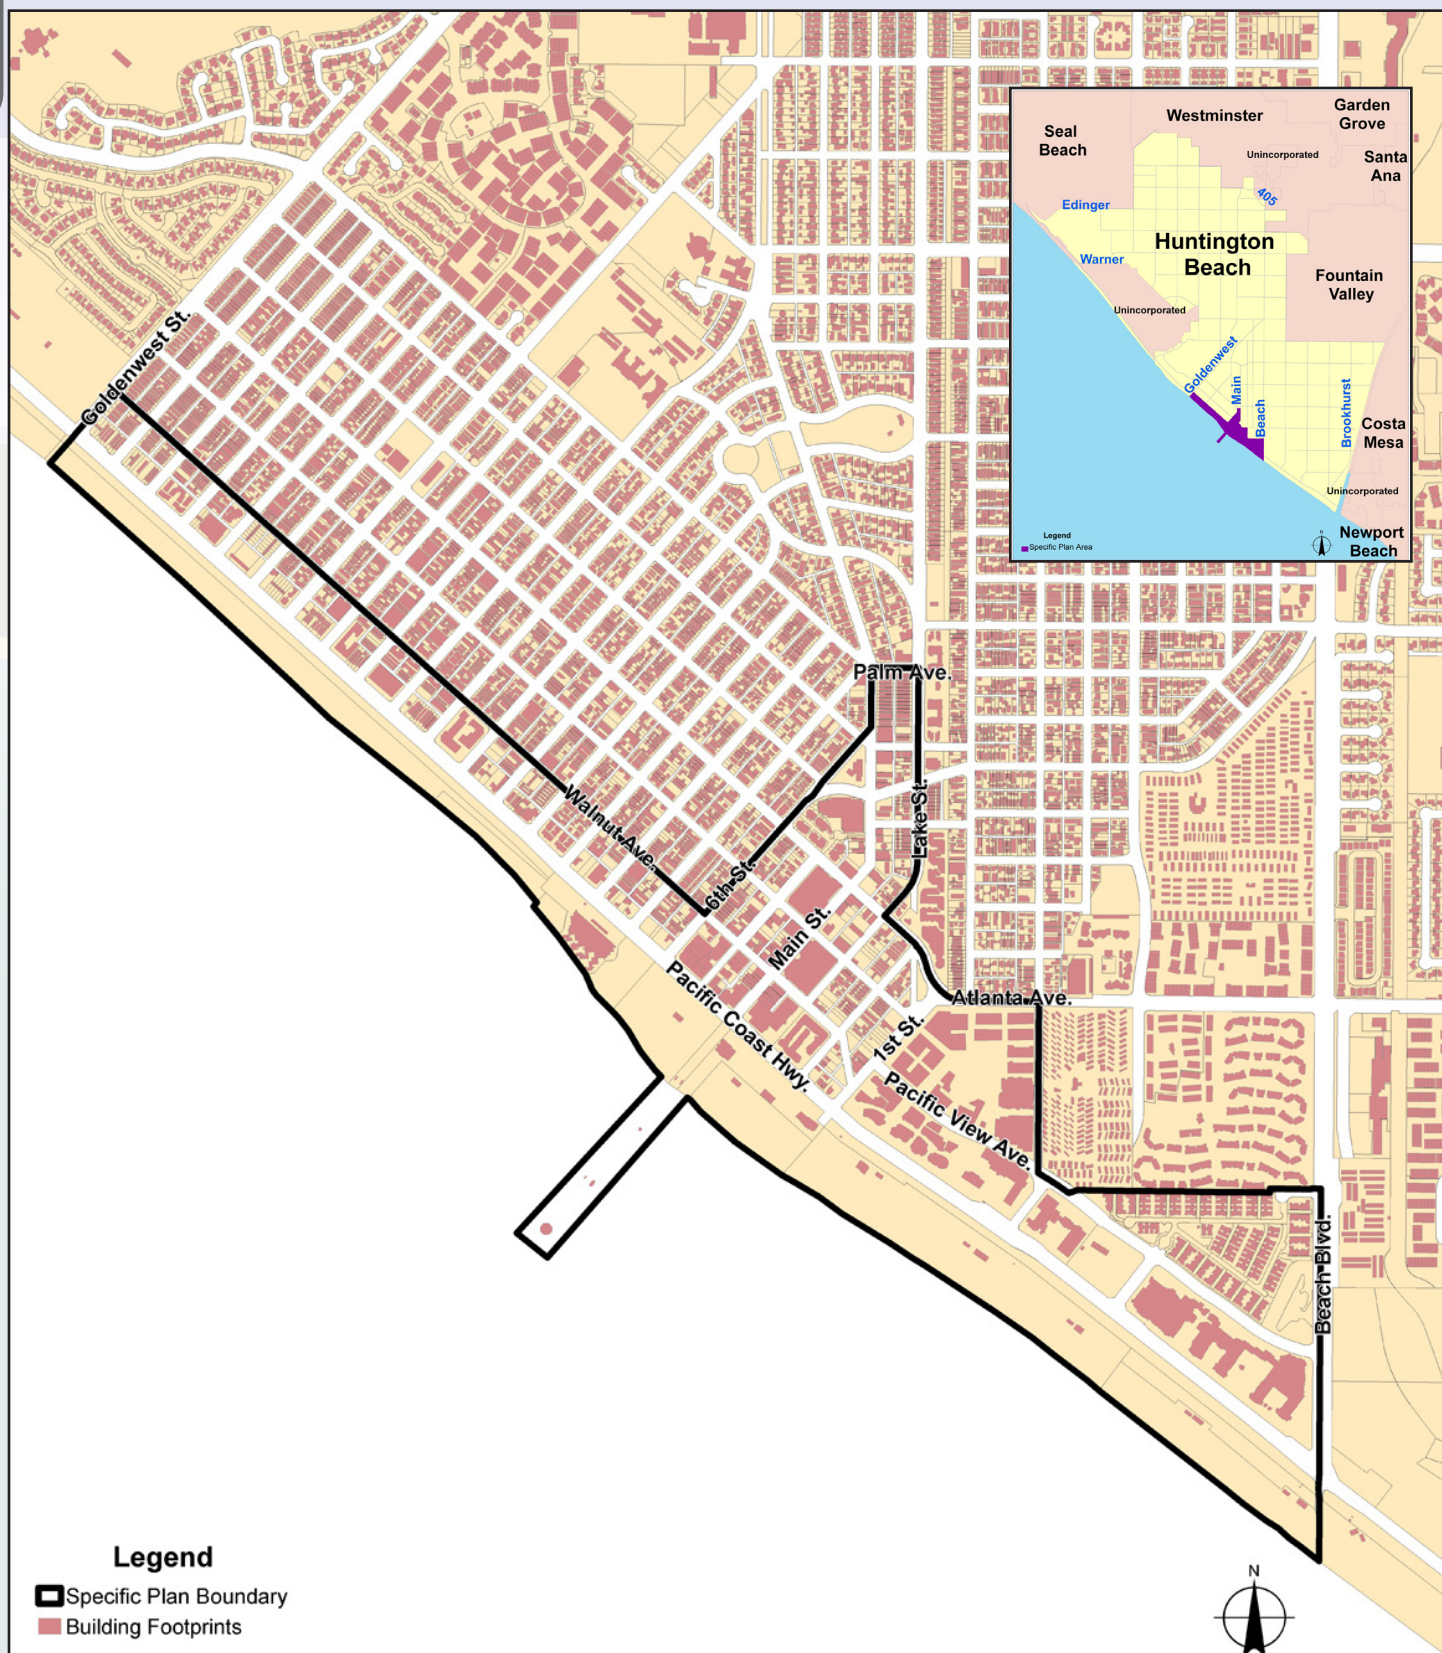 Westminster
Garden
Grove
Seal
Beach
Unincorporated
Santa
Ana
405
Edinger
Huntington
Beach
Warner
Fountain
Valley
Unincorporated
Goldenwest
Main
Beach
Brookhurst
Costa
Mesa
Unincorporated
Newport
Beach
Legend
Specific Plan Area
N
Goldenwest St.
Palm Ave.
Lake St.
Walnut Ave.
6th St.
Main St.
Pacific Coast Hwy.
Atlanta Ave.
1st St.
Pacific View Ave.
Beach Blvd.
Legend
Specific Plan Boundary
Building Footprints
N